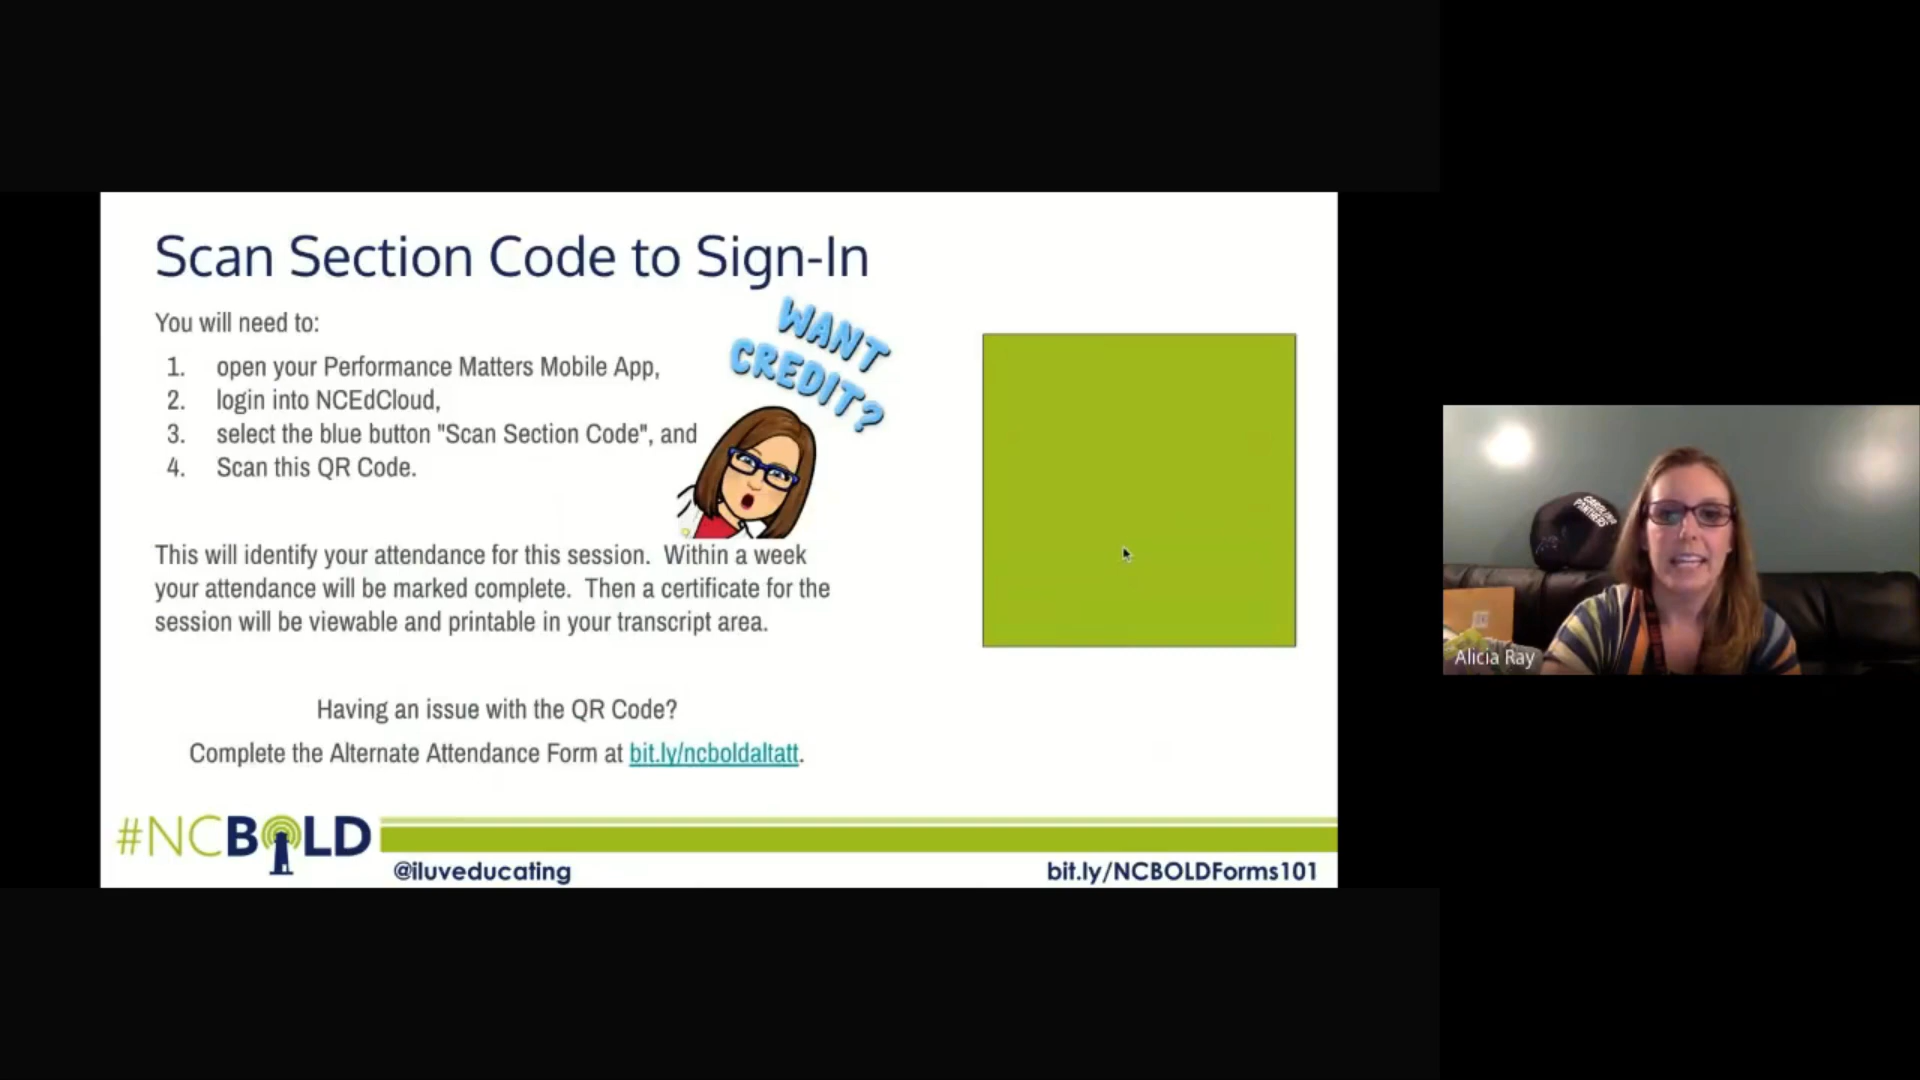 Scan Section Code to Sign-In
You will need to:
1. open your Performance Matters Mobile App,
2. login into NCEdCloud,
3. select the blue button "Scan Section Code", and
4. Scan this QR Code.
WANT
CREDIT?
This will identify your attendance for this session. Within a week
your attendance will be marked complete. Then a certificate for the
session will be viewable and printable in your transcript area.
Having an issue with the QR Code?
Complete the Alternate Attendance Form at bit.ly/ncboldaltatt.
#NCBOLD
@iluveducating
bit.ly/NCBOLDForms101
CAROLINA
PANTHERS
Alicia Ray